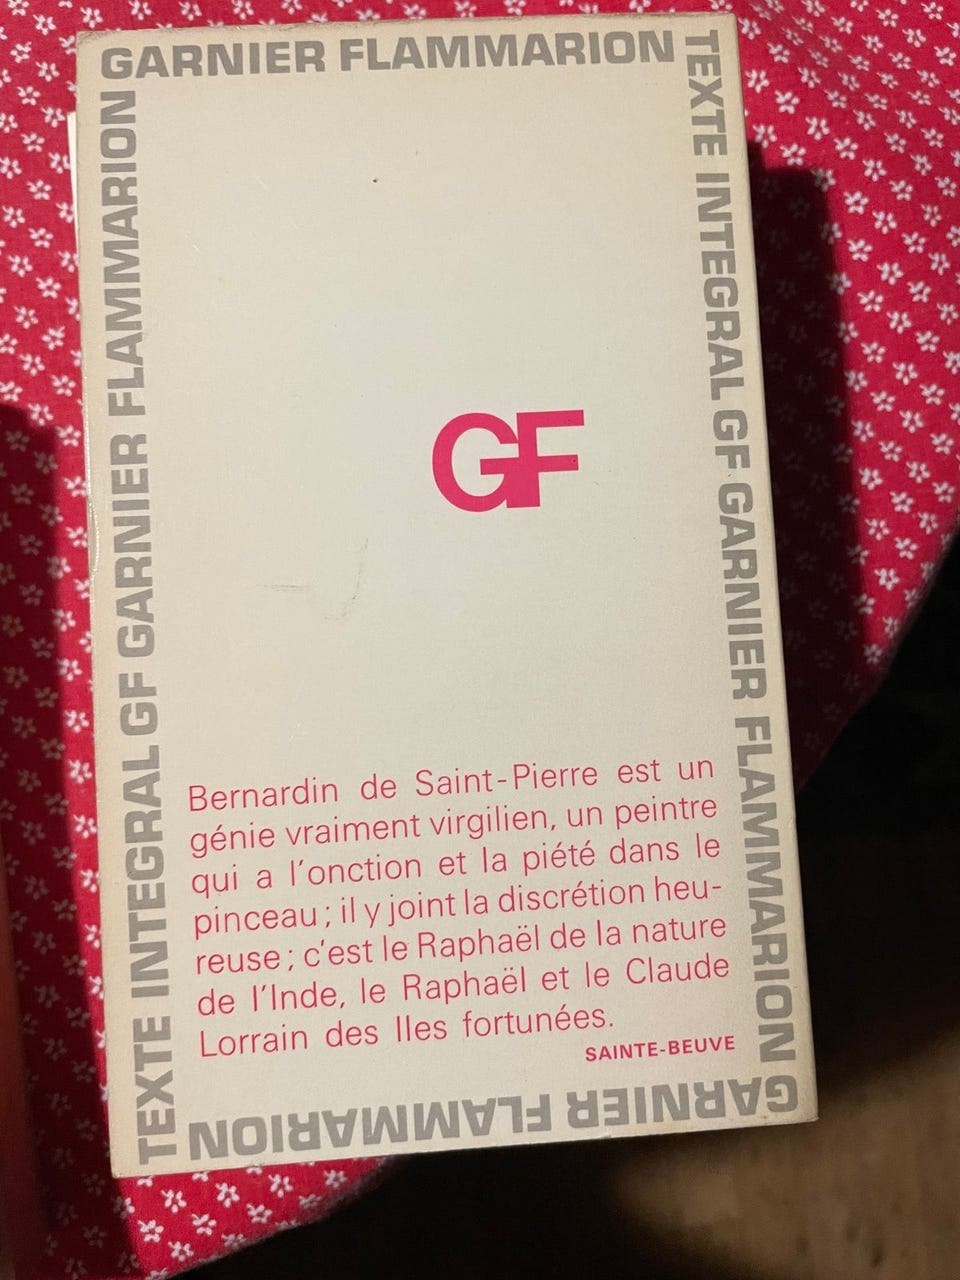 GARNIER FLAMMARION
TEXTE INTEGRAL GF GARNIER FLAMMARION
TEXTE INTEGRAL GF GARNIER FLAMMARION
GF
Bernardin de Saint-Pierre est un
génie vraiment virgilien, un peintre
qui a l'onction et la piété dans le
pinceau ; il y joint la discrétion heu-
reuse ; c'est le Raphaël de la nature
de l'Inde, le Raphaël et le Claude
Lorrain des Iles fortunées.
SAINTE-BEUVE
GARNIER FLAMMARION